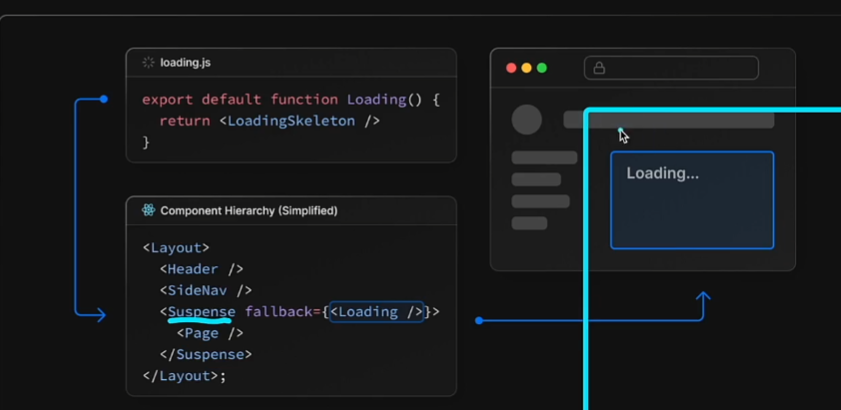 loading.js
export default function Loading() {
  return <LoadingSkeleton />
}
Component Hierarchy (Simplified)
<Layout>
  <Header />
  <SideNav />
  <Suspense fallback={<Loading />}>
    <Page />
  </Suspense>
</Layout>;
Loading...